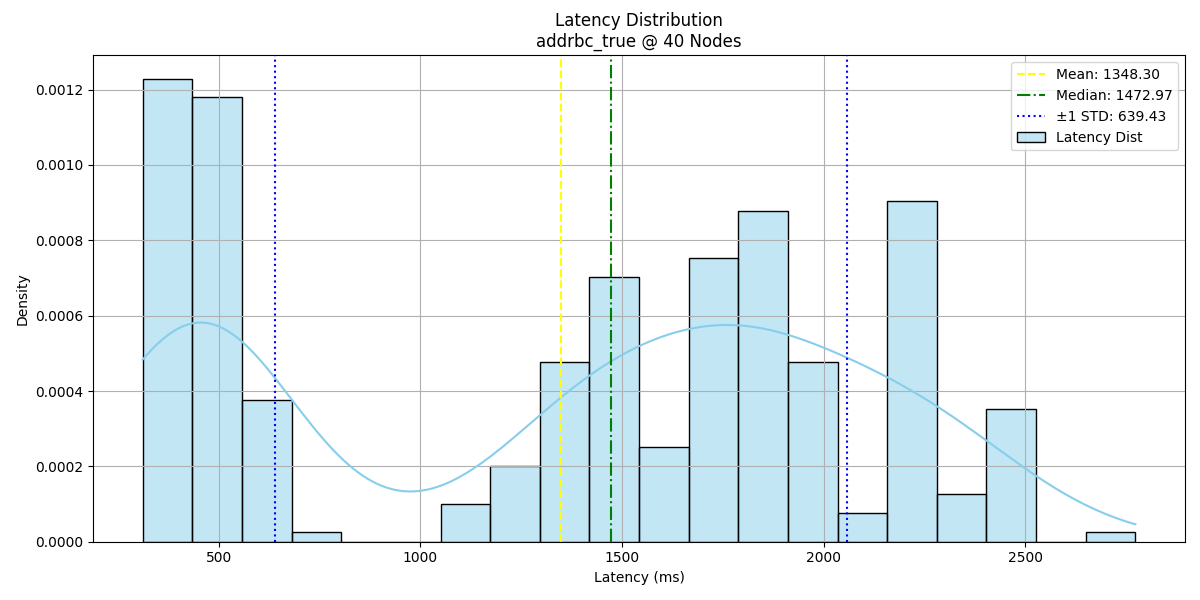 Latency Distribution
addrbc_true @ 40 Nodes
Mean: 1348.30
Median: 1472.97
±1 STD: 639.43
Latency Dist
Density
0.0012
0.0010
0.0008
0.0006
0.0004
0.0002
0.0000
500
1000
1500
2000
2500
Latency (ms)